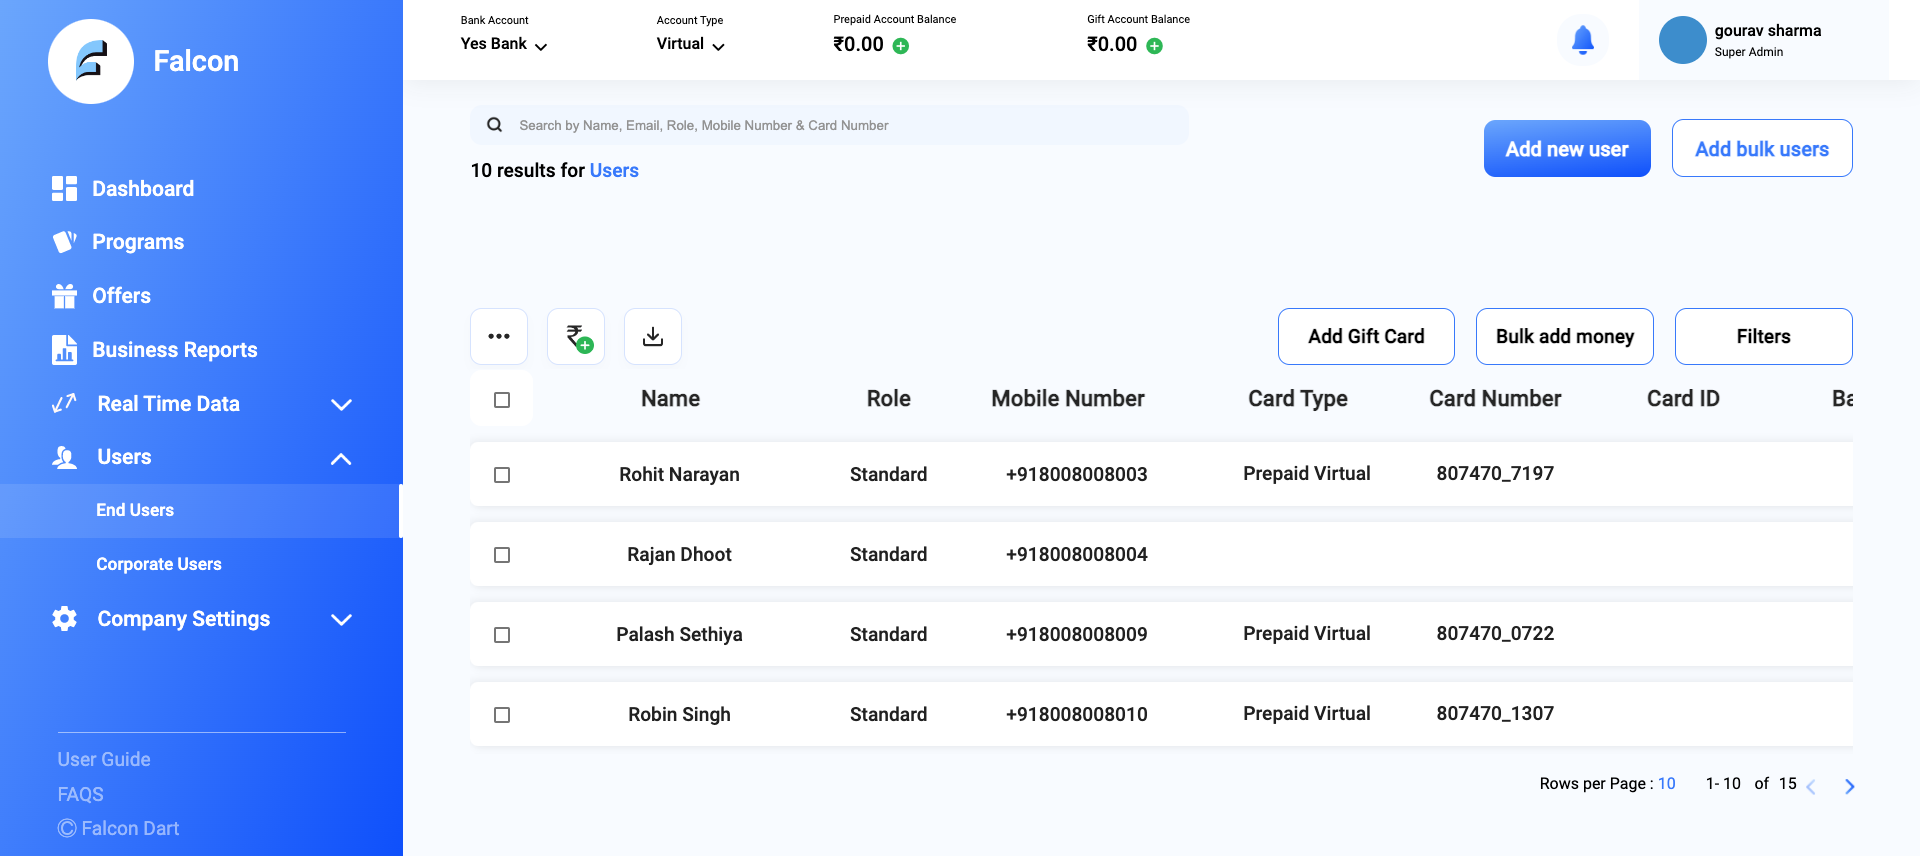 Falcon
Dashboard
Programs
Offers
Business Reports
Real Time Data
Users
End Users
Corporate Users
Company Settings
User Guide
FAQS
© Falcon Dart
Bank Account
Yes Bank
Account Type
Virtual
Prepaid Account Balance
₹0.00
Gift Account Balance
₹0.00
gourav sharma
Super Admin
Search by Name, Email, Role, Mobile Number & Card Number
10 results for Users
Add new user
Add bulk users
Add Gift Card
Bulk add money
Filters
Name Role Mobile Number Card Type Card Number Card ID Ba
Rohit Narayan Standard +918008008003 Prepaid Virtual 807470_7197
Rajan Dhoot Standard +918008008004
Palash Sethiya Standard +918008008009 Prepaid Virtual 807470_0722
Robin Singh Standard +918008008010 Prepaid Virtual 807470_1307
Rows per Page : 10 1- 10 of 15